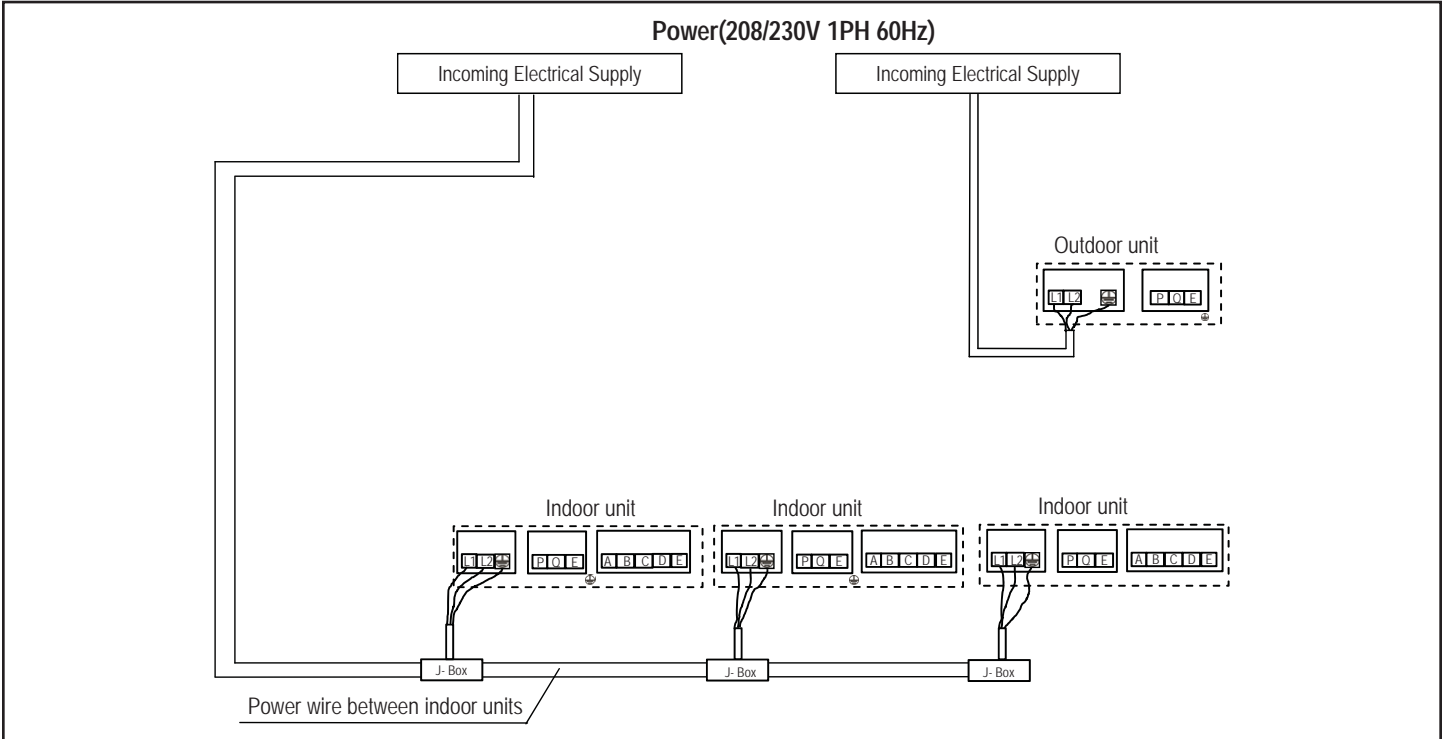 Power(208/230V 1PH 60Hz)
Incoming Electrical Supply
Incoming Electrical Supply
Outdoor unit
L1 L2
P Q E
Indoor unit
Indoor unit
Indoor unit
L1 L2
P Q E
A B C D E
L1 L2
P Q E
A B C D E
L1 L2
P Q E
A B C D E
J- Box
J- Box
J- Box
Power wire between indoor units